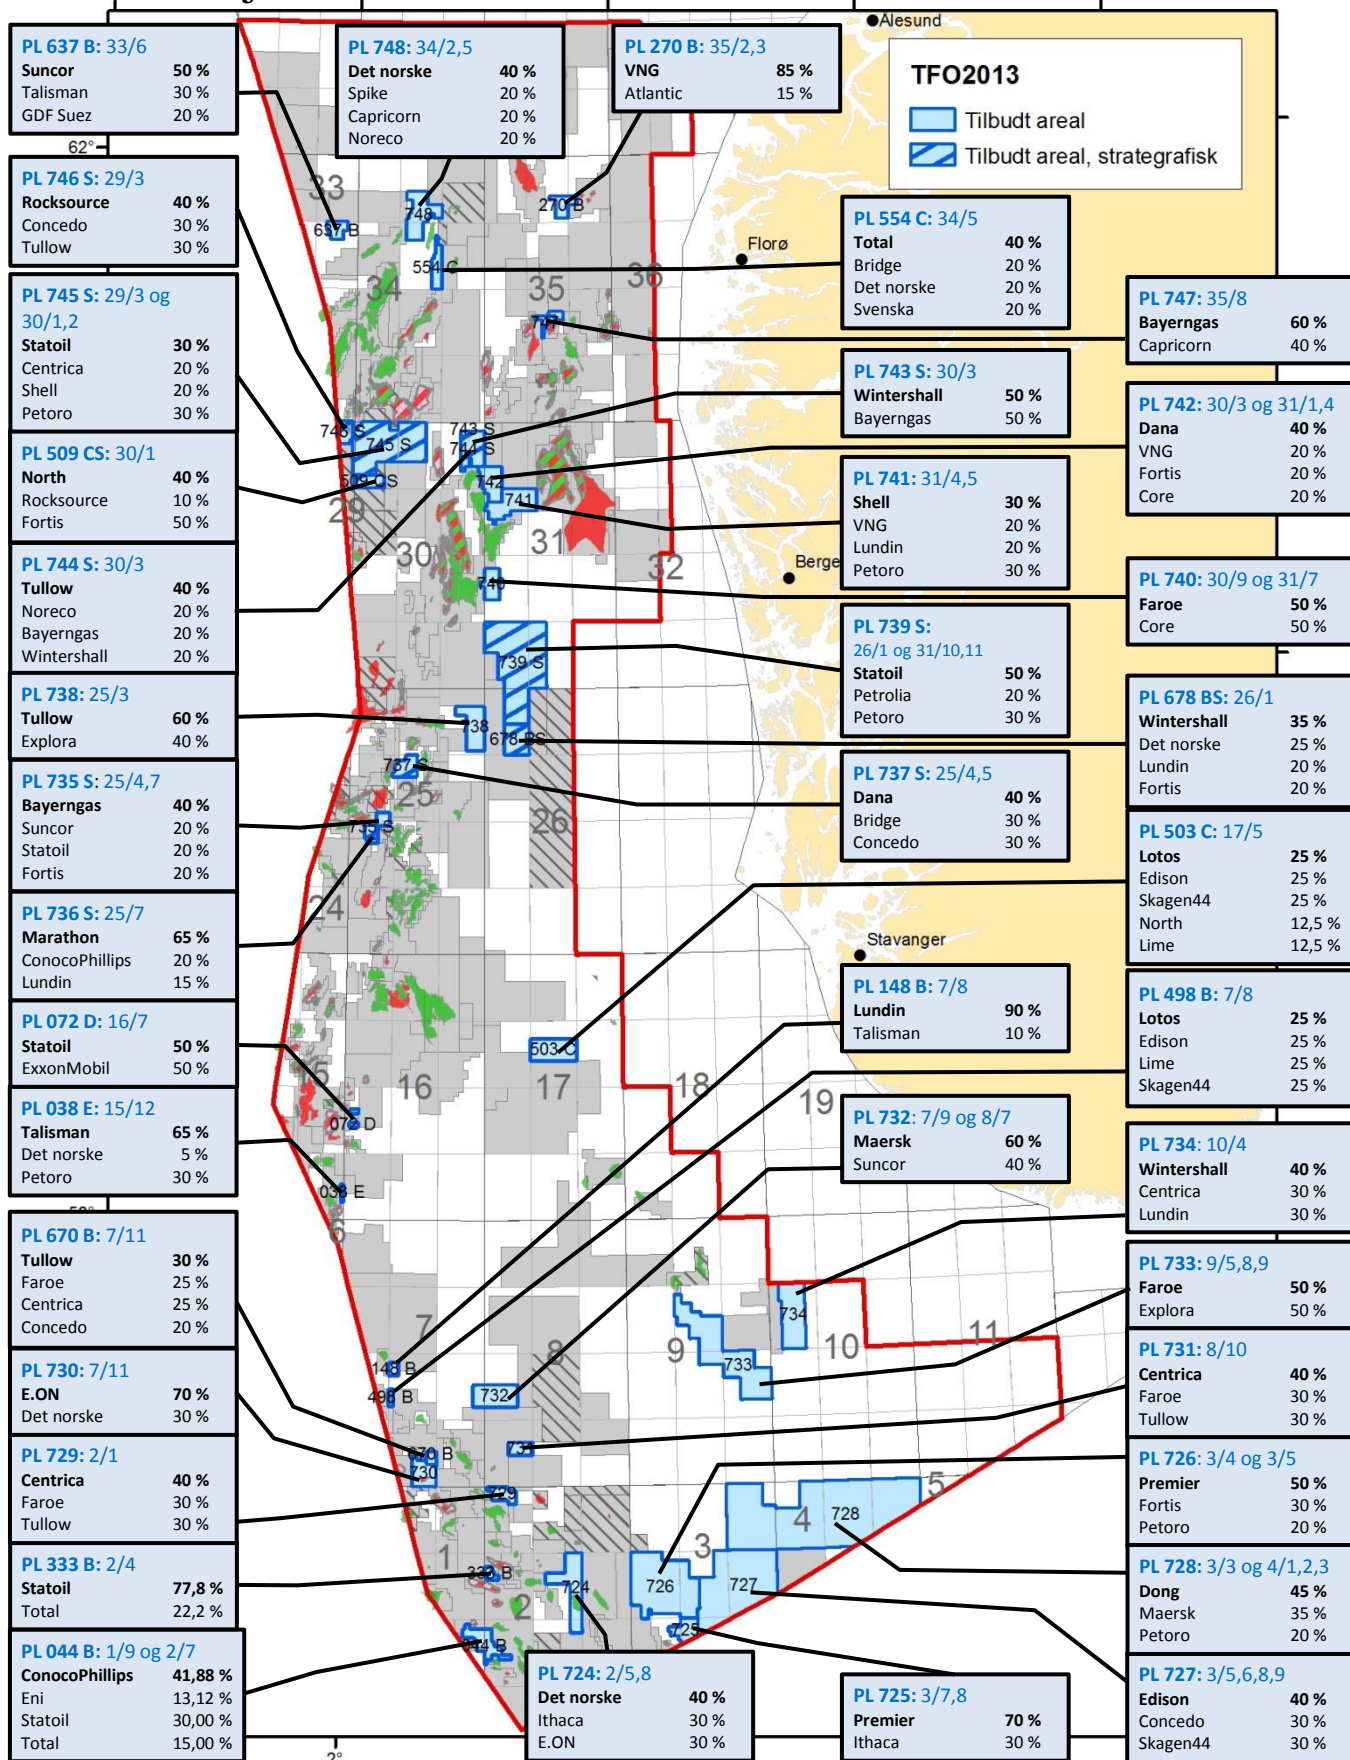 PL 637 B: 33/6
Suncor 50 %
Talisman 30 %
GDF Suez 20 %
PL 748: 34/2,5
Det norske 40 %
Spike 20 %
Capricorn 20 %
Noreco 20 %
PL 270 B: 35/2,3
VNG 85 %
Atlantic 15 %
Ålesund
TFO2013
Tilbudt areal
Tilbudt areal, strategrafisk
62°
PL 746 S: 29/3
Rocksource 40 %
Concedo 30 %
Tullow 30 %
PL 745 S: 29/3 og
30/1,2
Statoil 30 %
Centrica 20 %
Shell 20 %
Petoro 30 %
PL 509 CS: 30/1
North 40 %
Rocksource 10 %
Fortis 50 %
PL 744 S: 30/3
Tullow 40 %
Noreco 20 %
Bayerngas 20 %
Wintershall 20 %
PL 738: 25/3
Tullow 60 %
Explora 40 %
PL 735 S: 25/4,7
Bayerngas 40 %
Suncor 20 %
Statoil 20 %
Fortis 20 %
PL 736 S: 25/7
Marathon 65 %
ConocoPhillips 20 %
Lundin 15 %
PL 072 D: 16/7
Statoil 50 %
ExxonMobil 50 %
PL 038 E: 15/12
Talisman 65 %
Det norske 5 %
Petoro 30 %
PL 670 B: 7/11
Tullow 30 %
Faroe 25 %
Centrica 25 %
Concedo 20 %
PL 730: 7/11
E.ON 70 %
Det norske 30 %
PL 729: 2/1
Centrica 40 %
Faroe 30 %
Tullow 30 %
PL 333 B: 2/4
Statoil 77,8 %
Total 22,2 %
PL 044 B: 1/9 og 2/7
ConocoPhillips 41,88 %
Eni 13,12 %
Statoil 30,00 %
Total 15,00 %
33
637 B
748
270 B
554 C
34
35
36
747
746 S
745 S
743 S
744 S
509 CS
742
741
29
30
31
32
740
739 S
738
678 BS
737 S
25
26
735 S
24
503 C
15
16
17
18
19
072 D
038 E
6
7
8
9
10
11
148 B
498 B
732
733
734
731
670 B
730
729
1
2
3
4
5
333 B
724
726
727
728
725
044 B
2°
Florø
Berge
Stavanger
PL 554 C: 34/5
Total 40 %
Bridge 20 %
Det norske 20 %
Svenska 20 %
PL 747: 35/8
Bayerngas 60 %
Capricorn 40 %
PL 743 S: 30/3
Wintershall 50 %
Bayerngas 50 %
PL 742: 30/3 og 31/1,4
Dana 40 %
VNG 20 %
Fortis 20 %
Core 20 %
PL 741: 31/4,5
Shell 30 %
VNG 20 %
Lundin 20 %
Petoro 30 %
PL 740: 30/9 og 31/7
Faroe 50 %
Core 50 %
PL 739 S:
26/1 og 31/10,11
Statoil 50 %
Petrolia 20 %
Petoro 30 %
PL 678 BS: 26/1
Wintershall 35 %
Det norske 25 %
Lundin 20 %
Fortis 20 %
PL 737 S: 25/4,5
Dana 40 %
Bridge 30 %
Concedo 30 %
PL 503 C: 17/5
Lotos 25 %
Edison 25 %
Skagen44 25 %
North 12,5 %
Lime 12,5 %
PL 148 B: 7/8
Lundin 90 %
Talisman 10 %
PL 498 B: 7/8
Lotos 25 %
Edison 25 %
Lime 25 %
Skagen44 25 %
PL 732: 7/9 og 8/7
Maersk 60 %
Suncor 40 %
PL 734: 10/4
Wintershall 40 %
Centrica 30 %
Lundin 30 %
PL 733: 9/5,8,9
Faroe 50 %
Explora 50 %
PL 731: 8/10
Centrica 40 %
Faroe 30 %
Tullow 30 %
PL 726: 3/4 og 3/5
Premier 50 %
Fortis 30 %
Petoro 20 %
PL 728: 3/3 og 4/1,2,3
Dong 45 %
Maersk 35 %
Petoro 20 %
PL 727: 3/5,6,8,9
Edison 40 %
Concedo 30 %
Skagen44 30 %
PL 724: 2/5,8
Det norske 40 %
Ithaca 30 %
E.ON 30 %
PL 725: 3/7,8
Premier 70 %
Ithaca 30 %